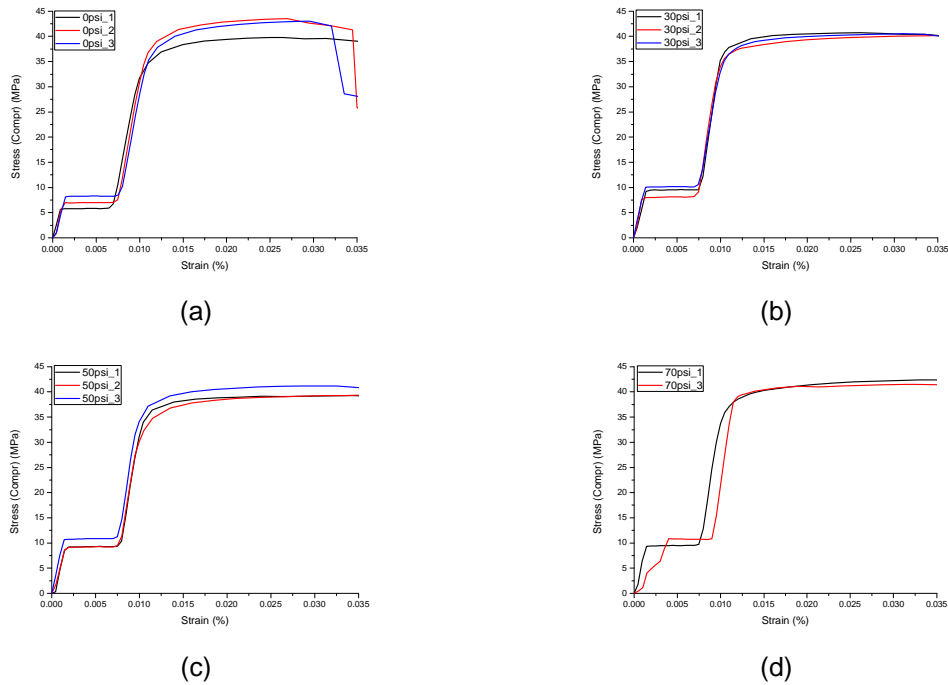 0psi_1
0psi_2
0psi_3
45
40
35
30
25
20
15
10
5
0
Stress (Compr) (MPa)
0.000 0.005 0.010 0.015 0.020 0.025 0.030 0.035
Strain (%)
(a)
30psi_1
30psi_2
30psi_3
45
40
35
30
25
20
15
10
5
0
Stress (Compr) (MPa)
0.000 0.005 0.010 0.015 0.020 0.025 0.030 0.035
Strain (%)
(b)
50psi_1
50psi_2
50psi_3
45
40
35
30
25
20
15
10
5
0
Stress (Compr) (MPa)
0.000 0.005 0.010 0.015 0.020 0.025 0.030 0.035
Strain (%)
(c)
70psi_1
70psi_3
45
40
35
30
25
20
15
10
5
0
Stress (Compr) (MPa)
0.000 0.005 0.010 0.015 0.020 0.025 0.030 0.035
Strain (%)
(d)